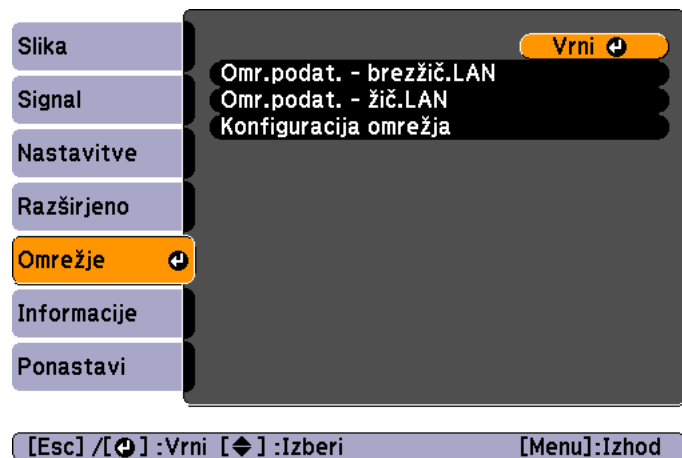 Slika
Signal
Nastavitve
Razširjeno
Omrežje
Informacije
Ponastavi
Vrni
Omr.podat. - brezžič.LAN
Omr.podat. - žič.LAN
Konfiguracija omrežja
[Esc] /[ ] :Vrni [ ] :Izberi [Menu]:Izhod